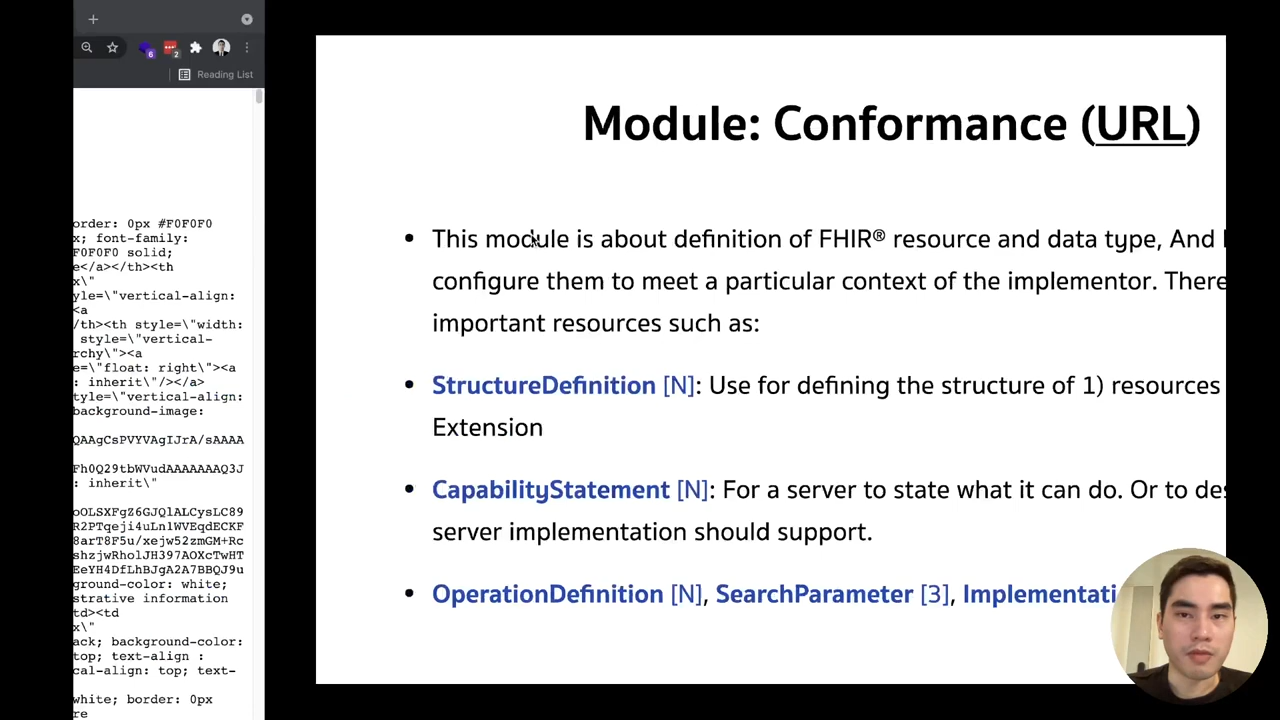 Reading List
6
2
order: 0px #F0F0F0
x; font-family:
F0F0F0 solid;
e</a></th><th
x\"
yle=\"vertical-align:
<a
/th><th style=\"width:
style=\"vertical-
rchy\"><a
e=\"float: right\"><a
: inherit\"/></a>
tyle=\"vertical-align:
background-image:
QAAgCsPVYVAgIJrA/sAAAA
Fh0Q29tbWVudAAAAAAAQ3J
: inherit\"
oOLSXFgZ6GJQlALCysLC89
R2PTqeji4uLn1WVEqdECKF
8arT8F5u/xejw52zmGM+Rc
shzjwRholJH397AOXcTwHT
EeYH4DfLhBJgA2A7BBQJ9u
ground-color: white;
strative information
td><td
x\"
ack; background-color:
top; text-align :
cal-align: top; text-
white; border: 0px
re
Module: Conformance (URL)
• This module is about definition of FHIR® resource and data type, And
configure them to meet a particular context of the implementor. There
important resources such as:
• StructureDefinition [N]: Use for defining the structure of 1) resources
Extension
• CapabilityStatement [N]: For a server to state what it can do. Or to des
server implementation should support.
• OperationDefinition [N], SearchParameter [3], Implementati